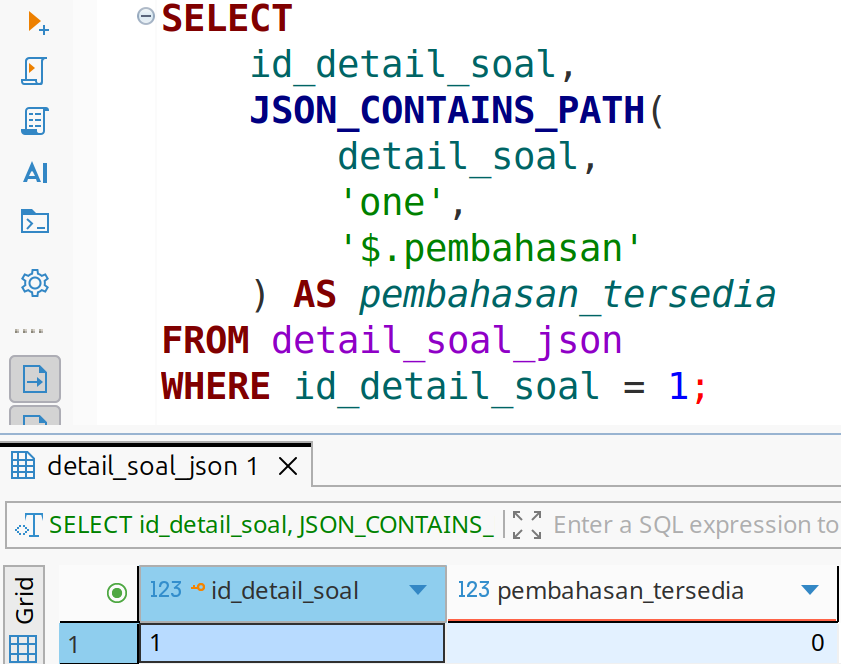 SELECT
id_detail_soal,
JSON_CONTAINS_PATH(
detail_soal,
'one',
'$.pembahasan'
) AS pembahasan_tersedia
FROM detail_soal_json
WHERE id_detail_soal = 1;
AI
detail_soal_json 1
SELECT id_detail_soal, JSON_CONTAINS_
Enter a SQL expression to
Grid
123 id_detail_soal
123 pembahasan_tersedia
1
1
0